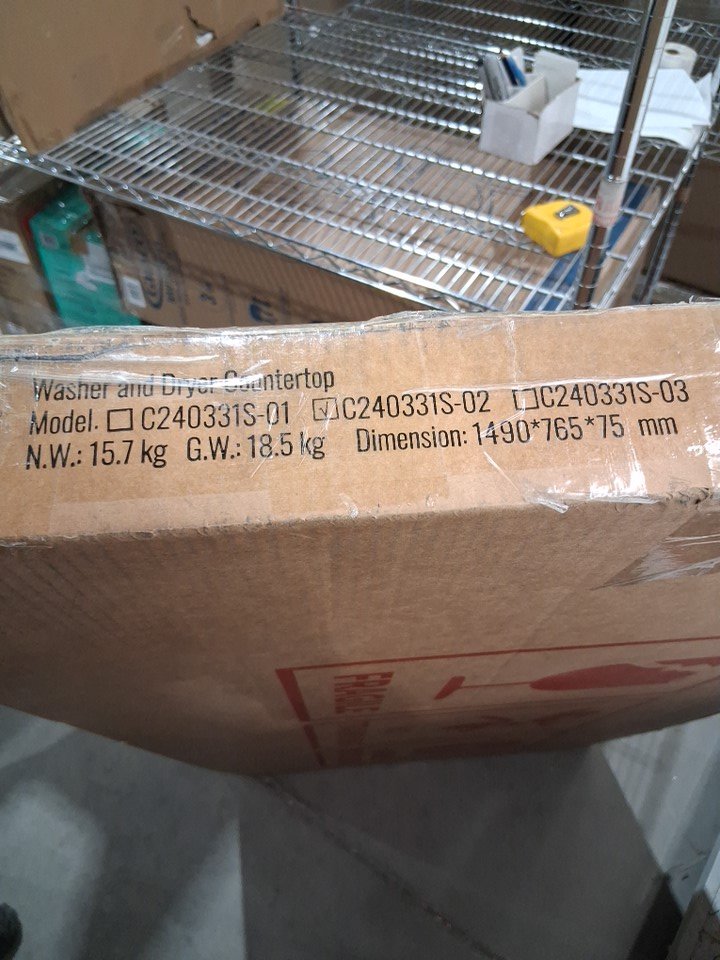 Washer and Dryer Countertop
Model. ☐ C240331S-01 ☑ C240331S-02 ☐ C240331S-03
N.W.: 15.7 kg G.W.: 18.5 kg Dimension: 1490*765*75 mm
FRAGILE